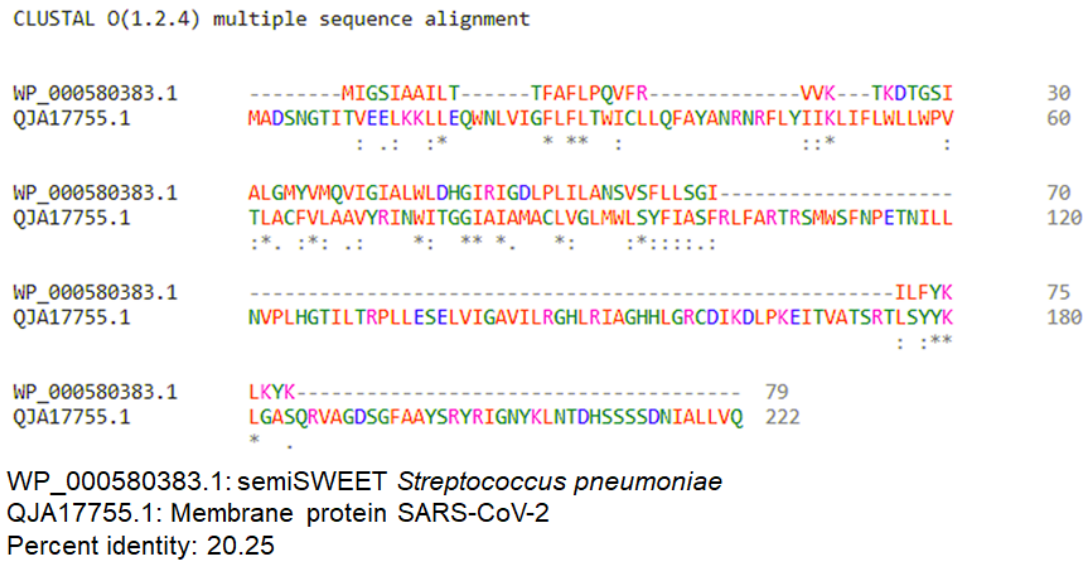 CLUSTAL O(1.2.4) multiple sequence alignment
WP_000580383.1 --------MIGSIAAILT------TFAFLPQVFR-------------VVK---TKDTGSI 30
QJA17755.1 MADSNGTITVEELKKLLEQWNLVIGFLFLTWICLLQFAYANRNRFLYIIKLIFLWLLWPV 60
: .: :* * ** : ::* :
WP_000580383.1 ALGMYVMQVIGIALWLDHGIRIGDLPLILANSVSFLLSGI-------------------- 70
QJA17755.1 TLACFVLAAVYRINWITGGIAIAMACLVGLMWLSYFIASFRLFARTRSMWSFNPETNILL 120
:*. :*: .: *: ** *. *: :*::::.:
WP_000580383.1 -------------------------------------------------------ILFYK 75
QJA17755.1 NVPLHGTILTRPLLESELVIGAVILRGHLRIAGHHLGRCDIKDLPKEITVATSRTLSYYK 180
: :**
WP_000580383.1 LKYK-------------------------------------- 79
QJA17755.1 LGASQRVAGDSGFAAYSRYRIGNYKLNTDHSSSSDNIALLVQ 222
* .
WP_000580383.1: semiSWEET Streptococcus pneumoniae
QJA17755.1: Membrane protein SARS-CoV-2
Percent identity: 20.25